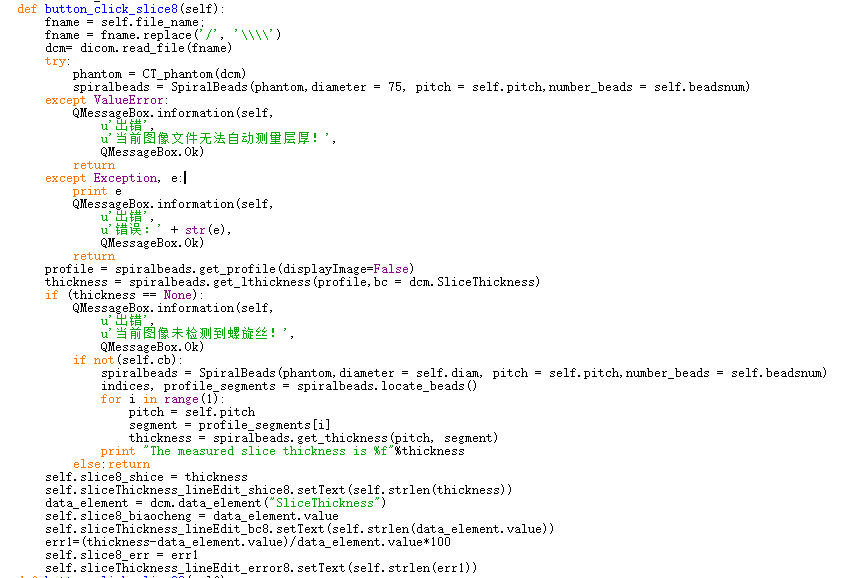 def button_click_slice8(self):
    fname = self.file_name;
    fname = fname.replace('/', '\\\\')
    dcm= dicom.read_file(fname)
    try:
        phantom = CT_phantom(dcm)
        spiralbeads = SpiralBeads(phantom,diameter = 75, pitch = self.pitch,number_beads = self.beadsnum)
    except ValueError:
        QMessageBox.information(self,
            u'出错',
            u'当前图像文件无法自动测量层厚！',
            QMessageBox.Ok)
        return
    except Exception, e:
        print e
        QMessageBox.information(self,
            u'出错',
            u'错误：' + str(e),
            QMessageBox.Ok)
        return
    profile = spiralbeads.get_profile(displayImage=False)
    thickness = spiralbeads.get_lthickness(profile,bc = dcm.SliceThickness)
    if (thickness == None):
        QMessageBox.information(self,
            u'出错',
            u'当前图像未检测到螺旋丝！',
            QMessageBox.Ok)
        if not(self.cb):
            spiralbeads = SpiralBeads(phantom,diameter = self.diam, pitch = self.pitch,number_beads = self.beadsnum)
            indices, profile_segments = spiralbeads.locate_beads()
            for i in range(1):
                pitch = self.pitch
                segment = profile_segments[i]
                thickness = spiralbeads.get_thickness(pitch, segment)
            print "The measured slice thickness is %f"%thickness
        else:return
    self.slice8_shice = thickness
    self.sliceThickness_lineEdit_shice8.setText(self.strlen(thickness))
    data_element = dcm.data_element("SliceThickness")
    self.slice8_biaocheng = data_element.value
    self.sliceThickness_lineEdit_bc8.setText(self.strlen(data_element.value))
    err1=(thickness-data_element.value)/data_element.value*100
    self.slice8_err = err1
    self.sliceThickness_lineEdit_error8.setText(self.strlen(err1))